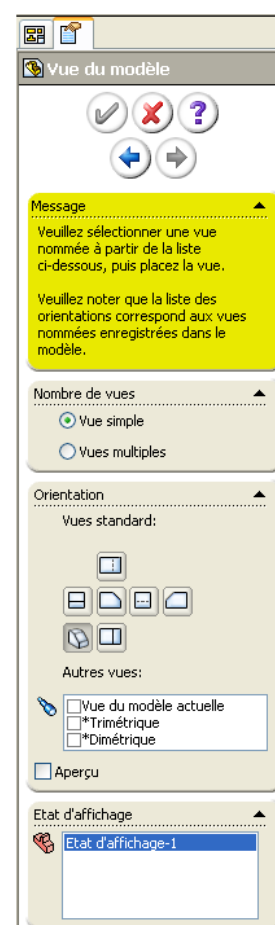 Vue du modèle
?
Message
Veuillez sélectionner une vue
nommée à partir de la liste
ci-dessous, puis placez la vue.
Veuillez noter que la liste des
orientations correspond aux vues
nommées enregistrées dans le
modèle.
Nombre de vues
Vue simple
Vues multiples
Orientation
Vues standard:
Autres vues:
Vue du modèle actuelle
*Trimétrique
*Dimétrique
Aperçu
Etat d'affichage
Etat d'affichage-1